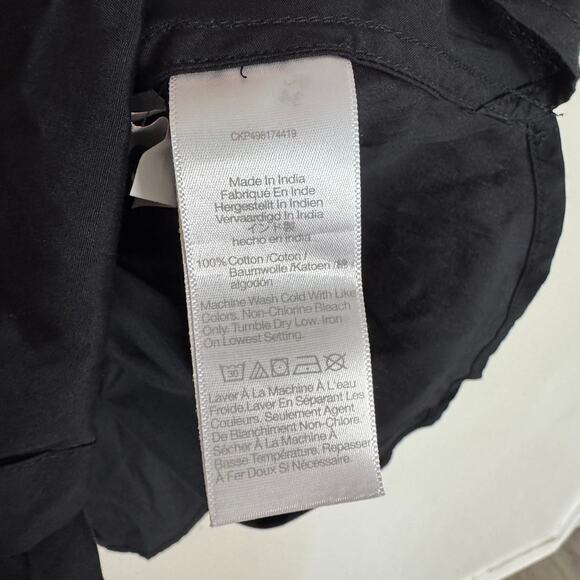 CKP498174419
Made In India
Fabriqué En Inde
Hergestellt In Indien
Vervaardigd In India
インド製
hecho en india
100% Cotton /Coton /
Baumwolle /Katoen /綿
algodón
Machine Wash Cold With Like
Colors. Non-Chlorine Bleach
Only. Tumble Dry Low. Iron
On Lowest Setting.
30
Laver À La Machine À L'eau
Froide.Laver En Séparant Les
Couleurs. Seulement Agent
De Blanchiment Non-Chlore.
Sécher À La Machine À
Basse Température. Repasser
À Fer Doux Si Nécessaire.